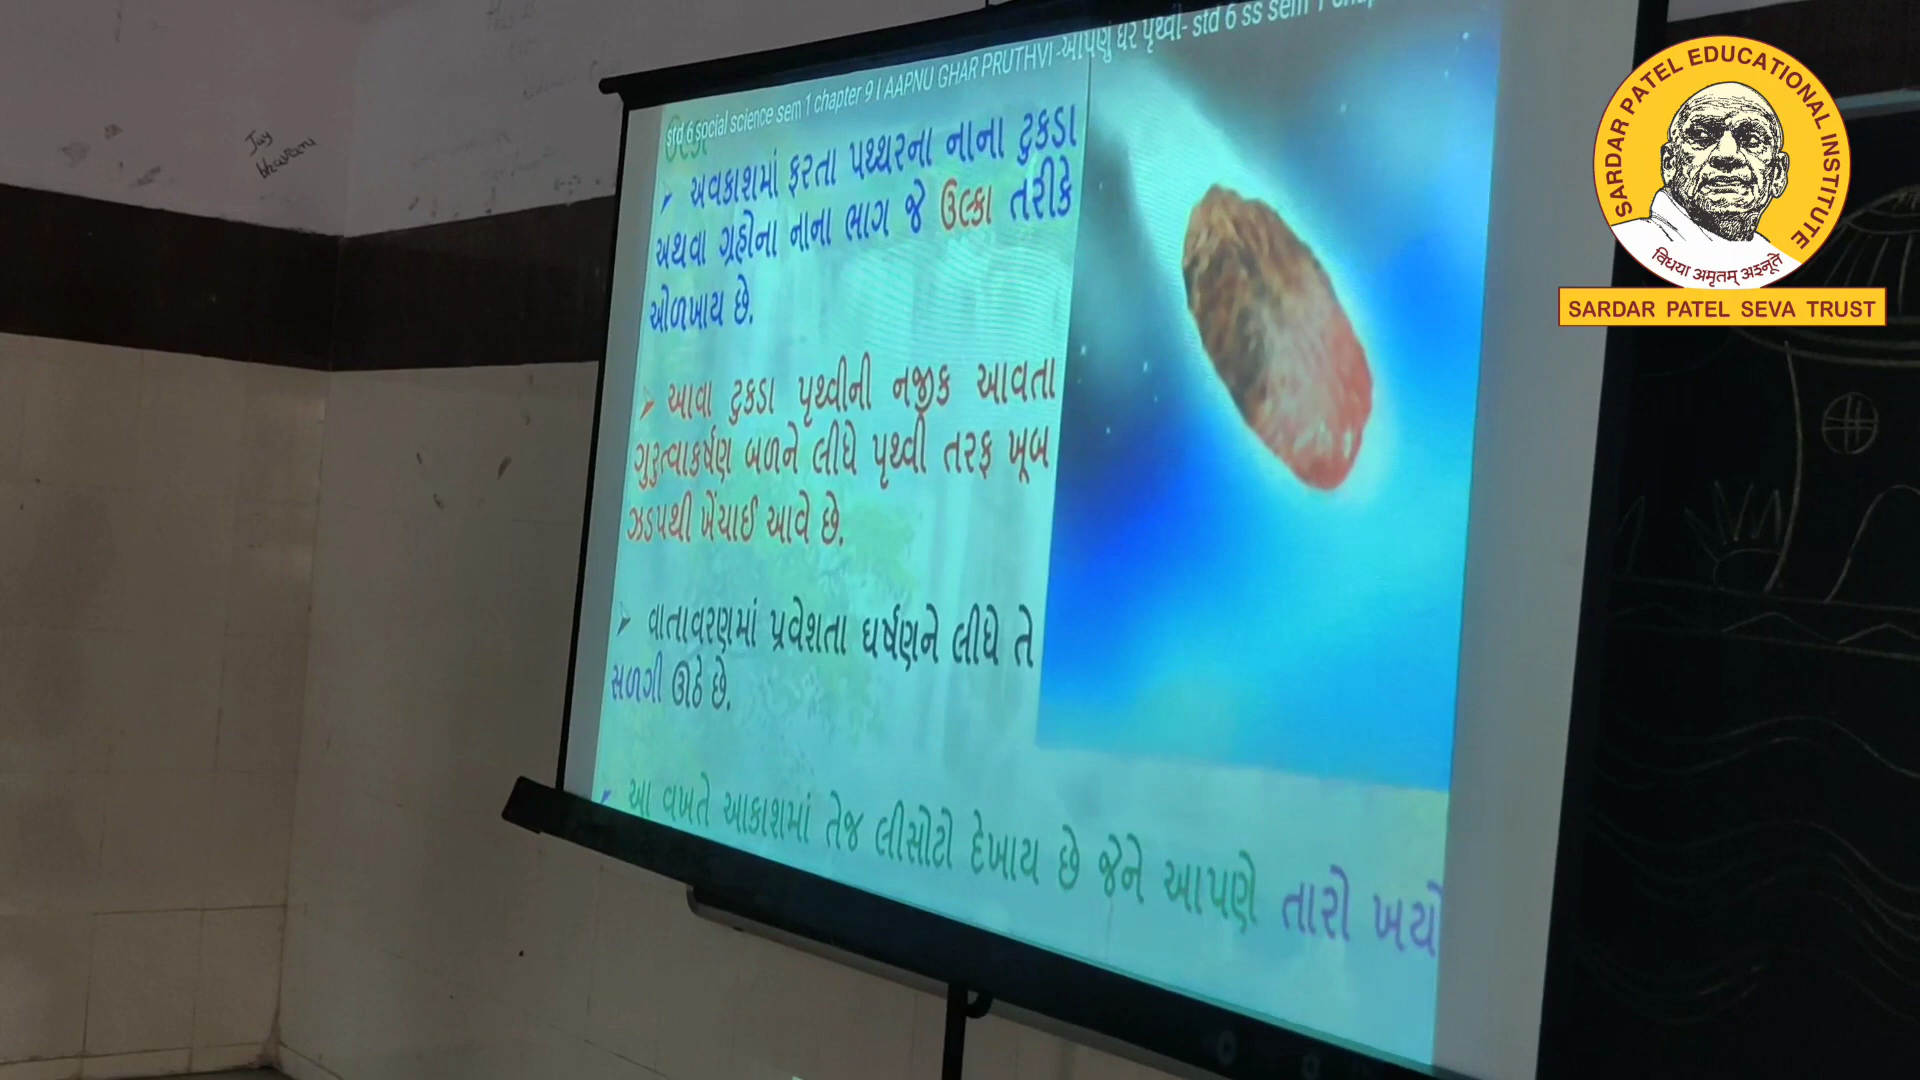 Jay
bhavani
std 6 social science sem 1 chapter 9 I AAPNU GHAR PRUTHVI -આપણું ઘર પૃથ્વી- std 6 ss sem 1
➤ અવકાશમાં ફરતા પથ્થરના નાના ટુકડા
અથવા ગ્રહોના નાના ભાગ જે ઉલ્કા તરીકે
ઓળખાય છે.
➤ આવા ટુકડા પૃથ્વીની નજીક આવતા
ગુરુત્વાકર્ષણ બળને લીધે પૃથ્વી તરફ ખૂબ
ઝડપથી ખેંચાઈ આવે છે.
➤ વાતાવરણમાં પ્રવેશતા ઘર્ષણને લીધે તે
સળગી ઊઠે છે.
આ વખતે આકાશમાં તેજ લીસોટો દેખાય છે જેને આપણે તારો ખર્યો
SARDAR PATEL EDUCATIONAL INSTITUTE
विधया अमृतम् अश्नूते
SARDAR PATEL SEVA TRUST